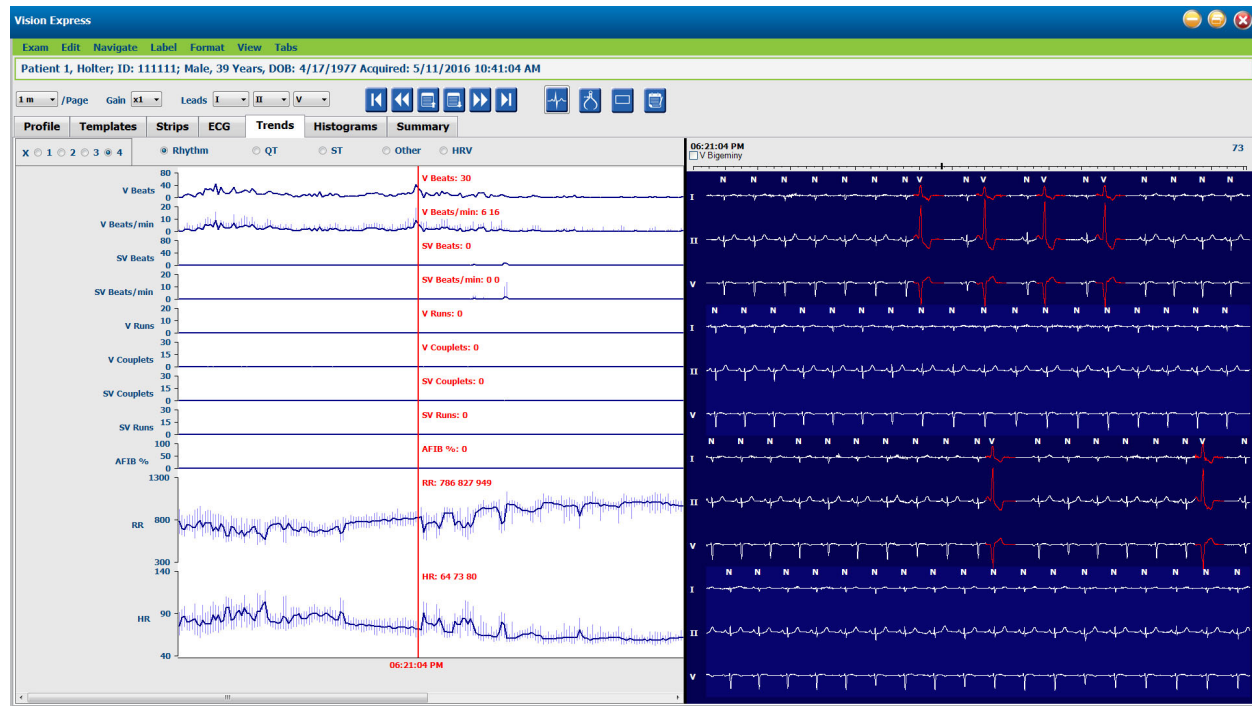 Vision Express
Exam Edit Navigate Label Format View Tabs
Patient 1, Holter; ID: 111111; Male, 39 Years, DOB: 4/17/1977 Acquired: 5/11/2016 10:41:04 AM
1 m /Page Gain x1 Leads I II V
Profile Templates Strips ECG Trends Histograms Summary
X 1 2 3 4 Rhythm QT ST Other HRV
V Beats 80 40 0 V Beats: 30
V Beats/min 20 10 0 V Beats/min: 6 16
SV Beats 80 40 0 SV Beats: 0
SV Beats/min 20 10 0 SV Beats/min: 0 0
V Runs 20 10 0 V Runs: 0
V Couplets 30 15 0 V Couplets: 0
SV Couplets 30 15 0 SV Couplets: 0
SV Runs 30 15 0 SV Runs: 0
AFIB % 100 50 0 AFIB %: 0
RR 1300 800 300 RR: 786 827 949
HR 140 90 40 HR: 64 73 80
06:21:04 PM
06:21:04 PM 73
V Bigeminy
N N N N N N V N V N V N V N N N
I
II
V
N N N N N N N N N N N N N N N N N N N
I
II
V
N N N N N N N N N N V N N N N N N V N
I
II
V
N N N N N N N N N N N N N N N N N N
I
II
V